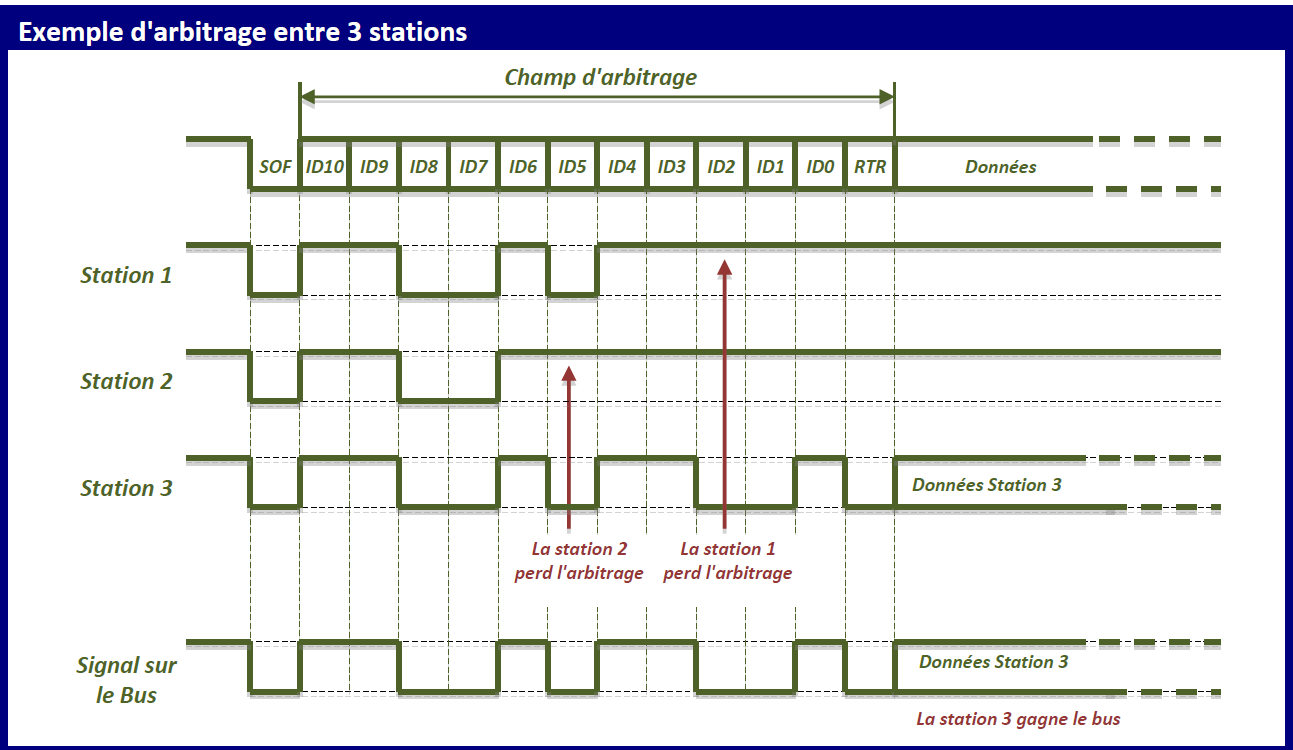 Exemple d'arbitrage entre 3 stations
Champ d'arbitrage
SOF ID10 ID9 ID8 ID7 ID6 ID5 ID4 ID3 ID2 ID1 ID0 RTR Données
Station 1
Station 2
Station 3
Données Station 3
La station 2
perd l'arbitrage
La station 1
perd l'arbitrage
Signal sur
le Bus
Données Station 3
La station 3 gagne le bus